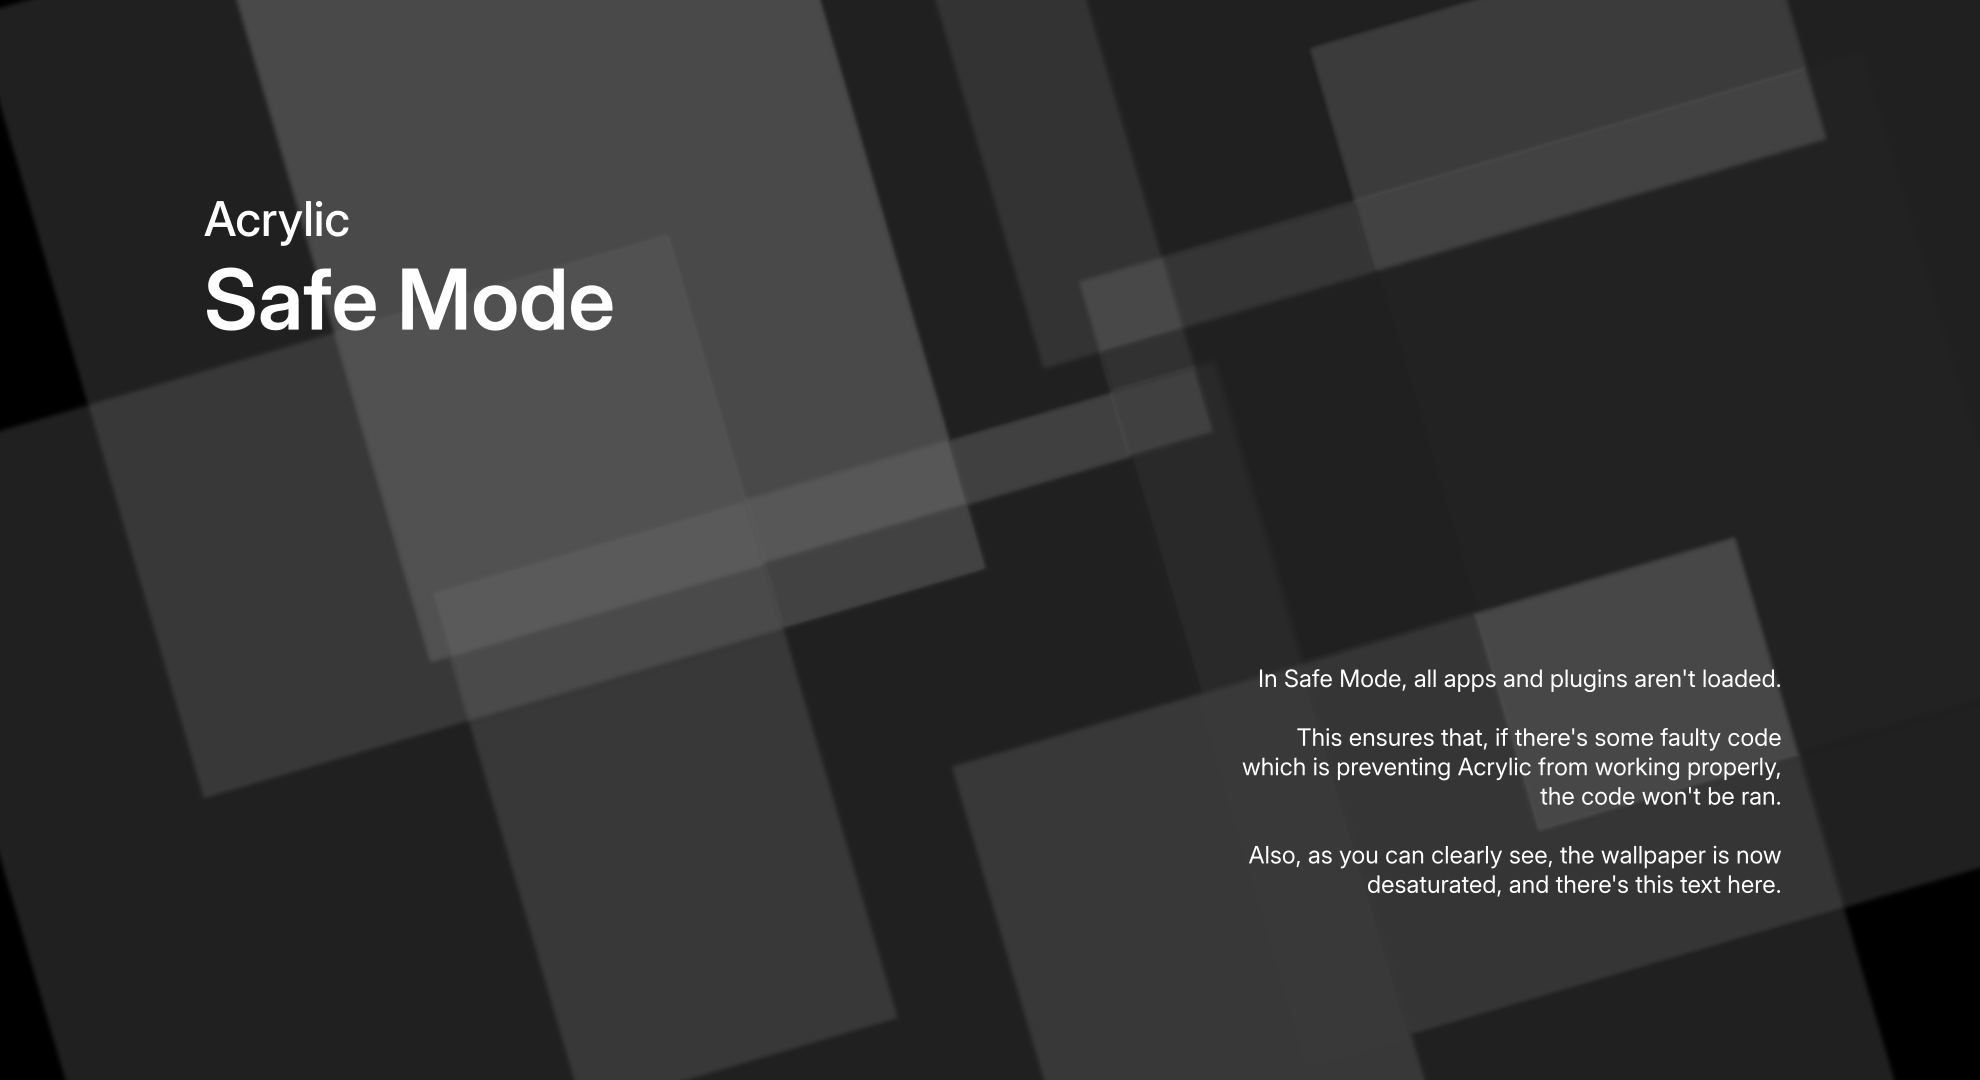 Acrylic
Safe Mode
In Safe Mode, all apps and plugins aren't loaded.
This ensures that, if there's some faulty code
which is preventing Acrylic from working properly,
the code won't be ran.
Also, as you can clearly see, the wallpaper is now
desaturated, and there's this text here.